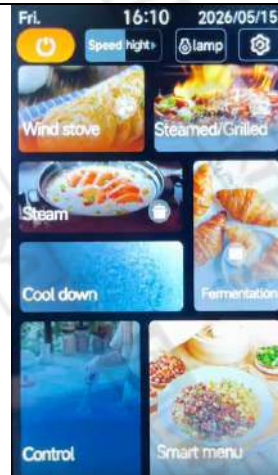 Fri. 16:10 2026/05/15
Speed hight lamp
Wind stove Steamed/Grilled
Steam
Cool down Fermentation
Control Smart menu